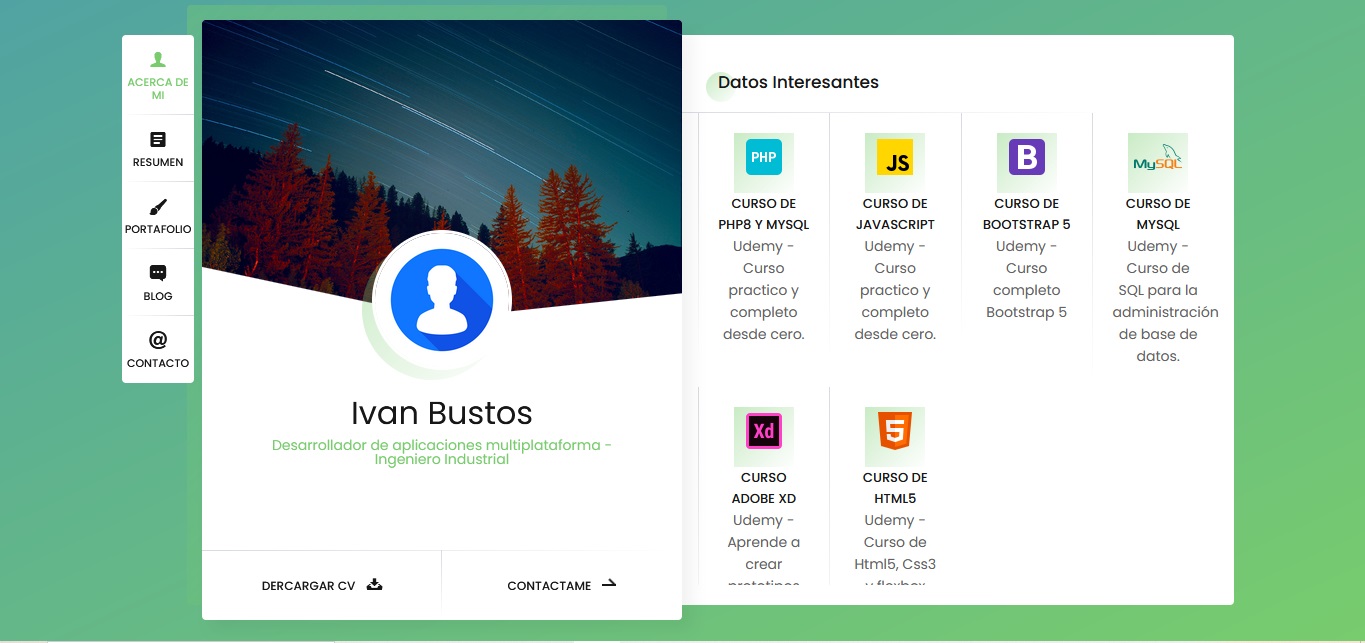 ACERCA DE
MI
RESUMEN
PORTAFOLIO
BLOG
@
CONTACTO
Ivan Bustos
Desarrollador de aplicaciones multiplataforma -
Ingeniero Industrial
DERCARGAR CV
CONTACTAME
Datos Interesantes
PHP
CURSO DE
PHP8 Y MYSQL
Udemy -
Curso
practico y
completo
desde cero.
JS
CURSO DE
JAVASCRIPT
Udemy -
Curso
practico y
completo
desde cero.
B
CURSO DE
BOOTSTRAP 5
Udemy -
Curso
completo
Bootstrap 5
MySQL
CURSO DE
MYSQL
Udemy -
Curso de
SQL para la
administración
de base de
datos.
Xd
CURSO
ADOBE XD
Udemy -
Aprende a
crear
prototipos
5
CURSO DE
HTML5
Udemy -
Curso de
Html5, Css3
y flexbox